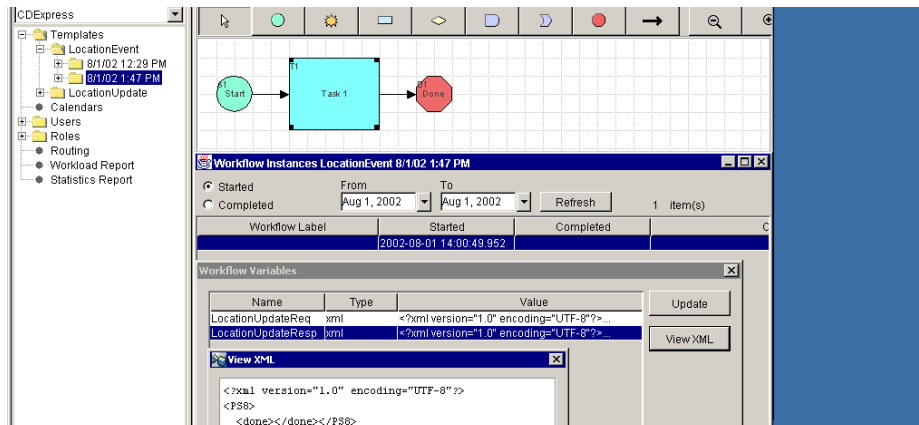 CDExpress
Templates
LocationEvent
8/1/02 12:29 PM
8/1/02 1:47 PM
LocationUpdate
Calendars
Users
Roles
Routing
Workload Report
Statistics Report
S1
Start
T1
Task 1
D1
Done
Workflow Instances LocationEvent 8/1/02 1:47 PM
Started From To
Completed Aug 1, 2002 Aug 1, 2002 Refresh 1 item(s)
Workflow Label Started Completed C
2002-08-01 14:00:49.952
Workflow Variables
Name Type Value Update
LocationUpdateReq xml <?xml version="1.0" encoding="UTF-8"?>...
LocationUpdateResp xml <?xml version="1.0" encoding="UTF-8"?>...
View XML
View XML
<?xml version="1.0" encoding="UTF-8"?>
<PS8>
<done></done></PS8>